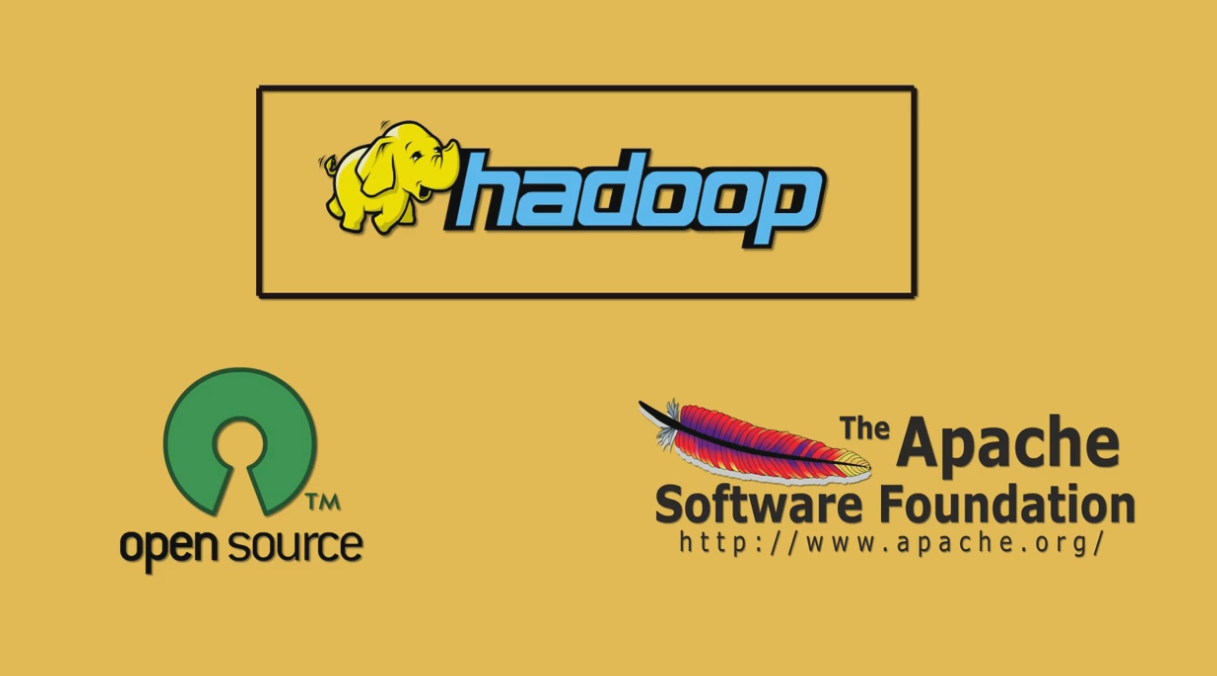 hadoop
TM
open source
The Apache
Software Foundation
http://www.apache.org/